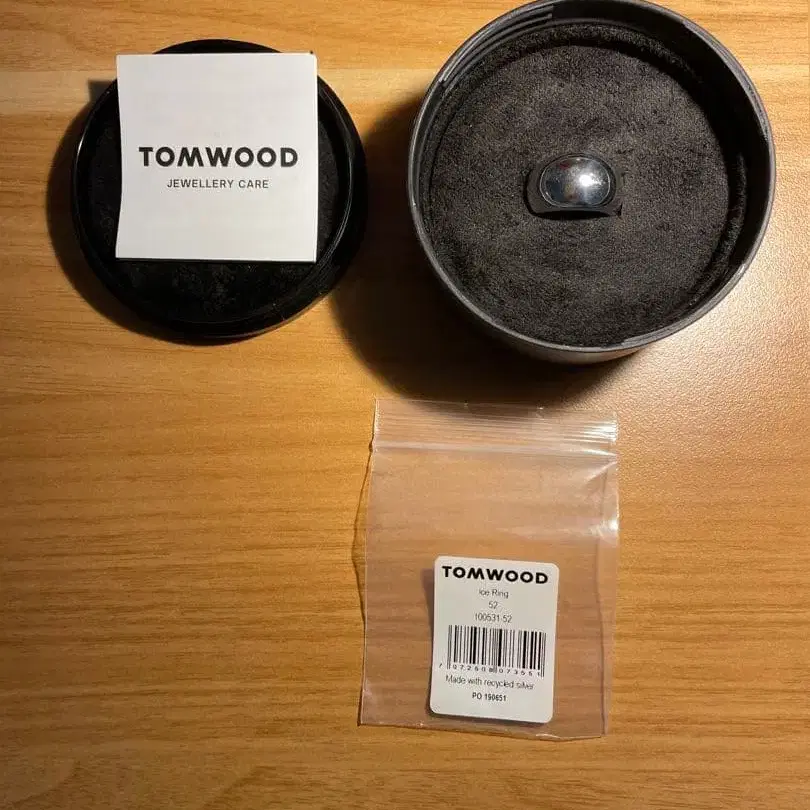 TOMWOOD
JEWELLERY CARE
TOMWOOD
Ice Ring
52
100531-52
Made with recycled silver
PO 190651